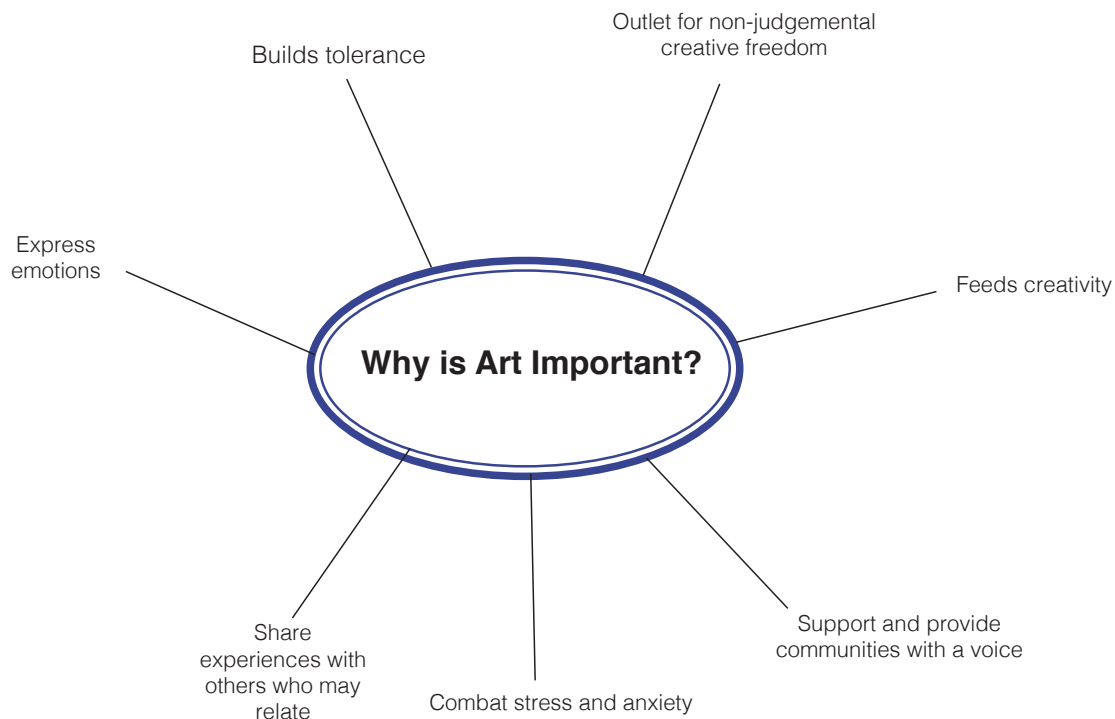 Outlet for non-judgemental
creative freedom
Builds tolerance
Express
emotions
Feeds creativity
Why is Art Important?
Support and provide
communities with a voice
Share
experiences with
others who may
relate
Combat stress and anxiety